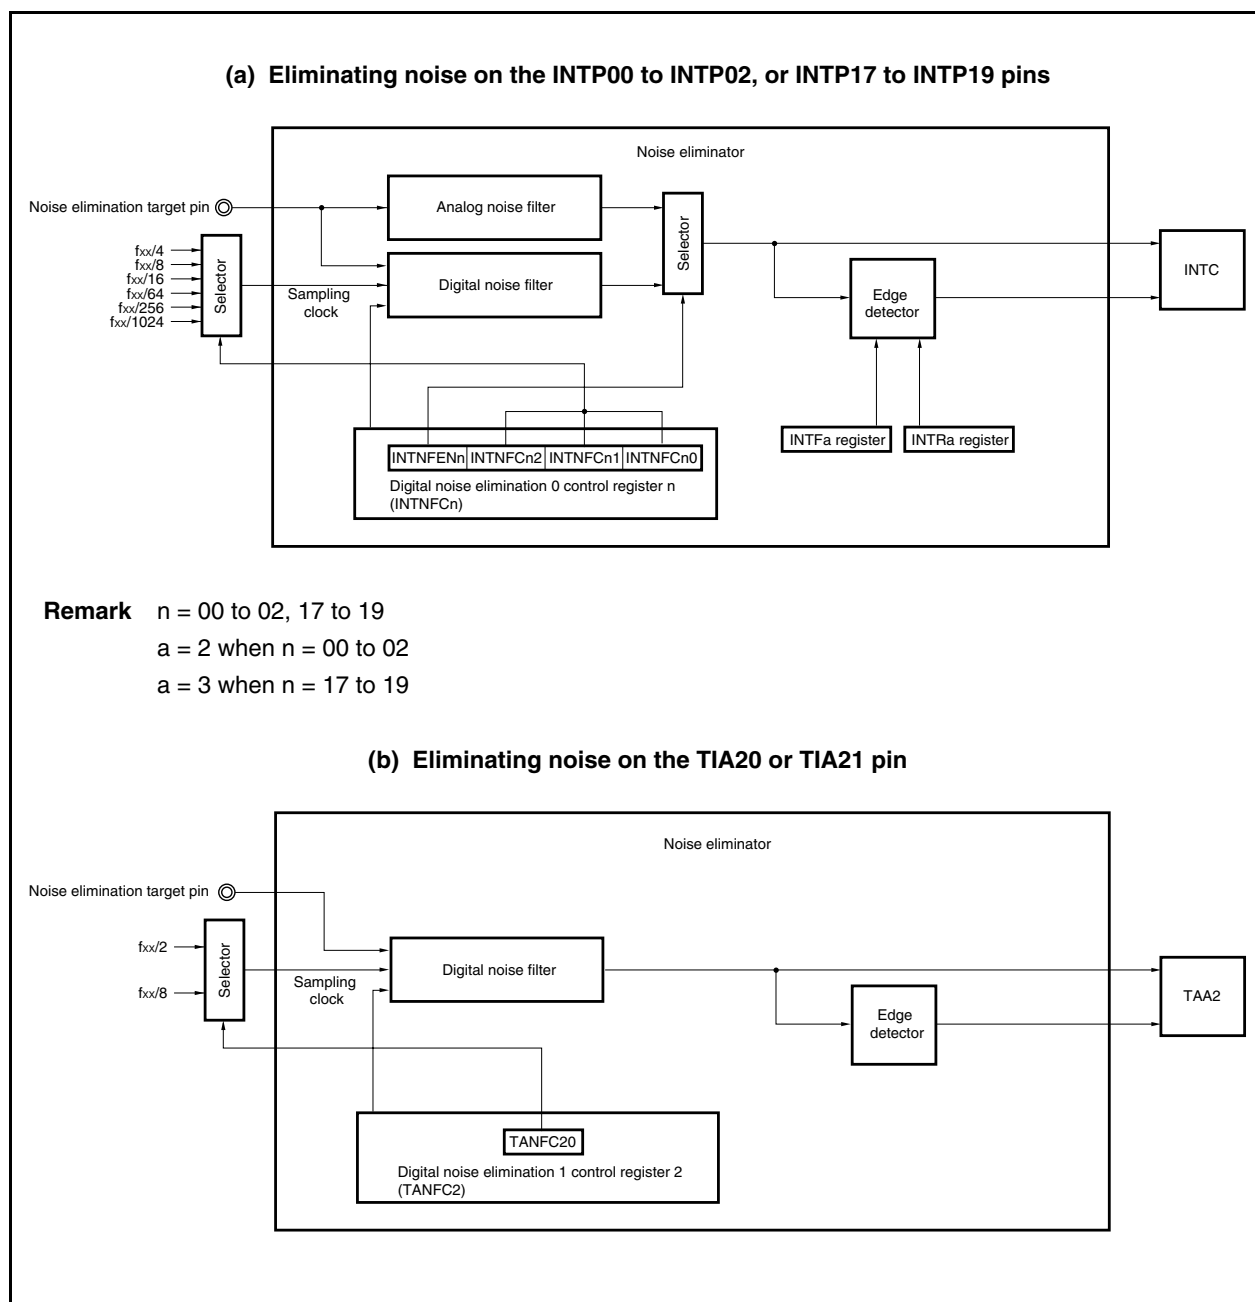 (a) Eliminating noise on the INTP00 to INTP02, or INTP17 to INTP19 pins
Noise eliminator
Noise elimination target pin
Analog noise filter
Selector
fxx/4
fxx/8
fxx/16
fxx/64
fxx/256
fxx/1024
Selector
Sampling
clock
Digital noise filter
Edge
detector
INTC
INTFa register
INTRa register
INTNFENn
INTNFCn2
INTNFCn1
INTNFCn0
Digital noise elimination 0 control register n
(INTNFCn)
Remark n = 00 to 02, 17 to 19
a = 2 when n = 00 to 02
a = 3 when n = 17 to 19
(b) Eliminating noise on the TIA20 or TIA21 pin
Noise eliminator
Noise elimination target pin
fxx/2
fxx/8
Selector
Sampling
clock
Digital noise filter
Edge
detector
TAA2
TANFC20
Digital noise elimination 1 control register 2
(TANFC2)